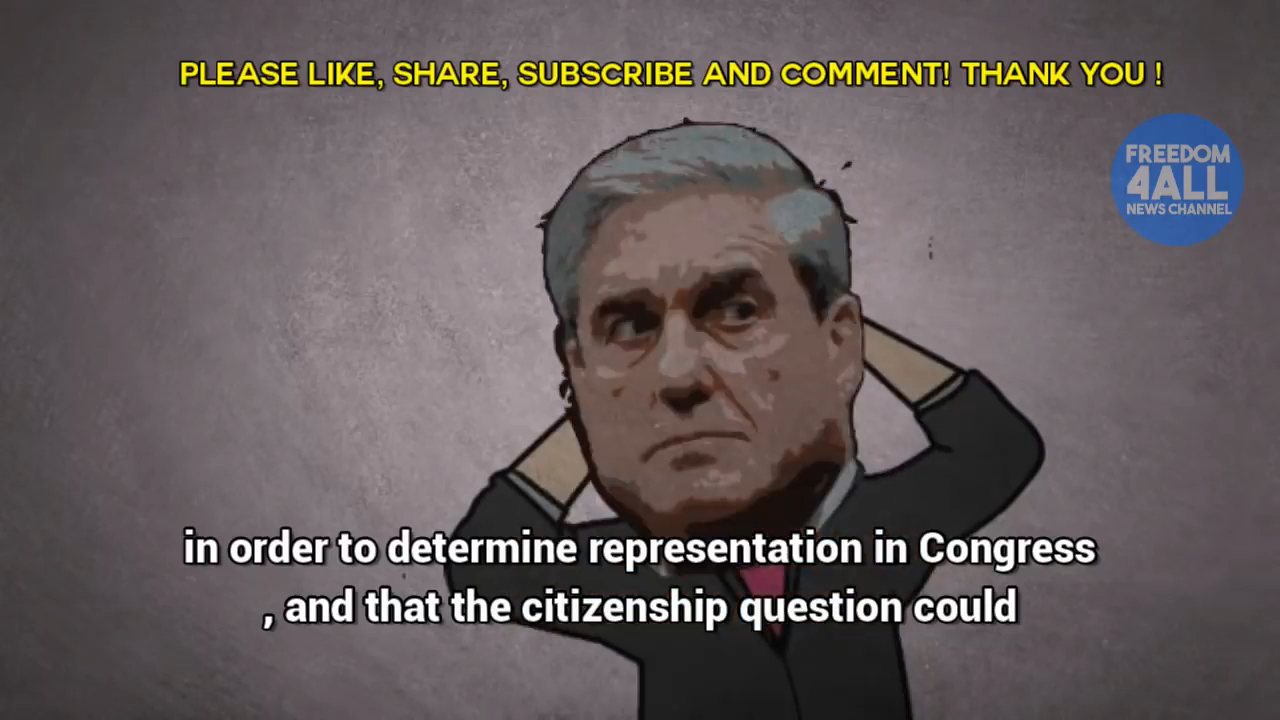 PLEASE LIKE, SHARE, SUBSCRIBE AND COMMENT! THANK YOU !
FREEDOM
4ALL
NEWS CHANNEL
in order to determine representation in Congress
, and that the citizenship question could